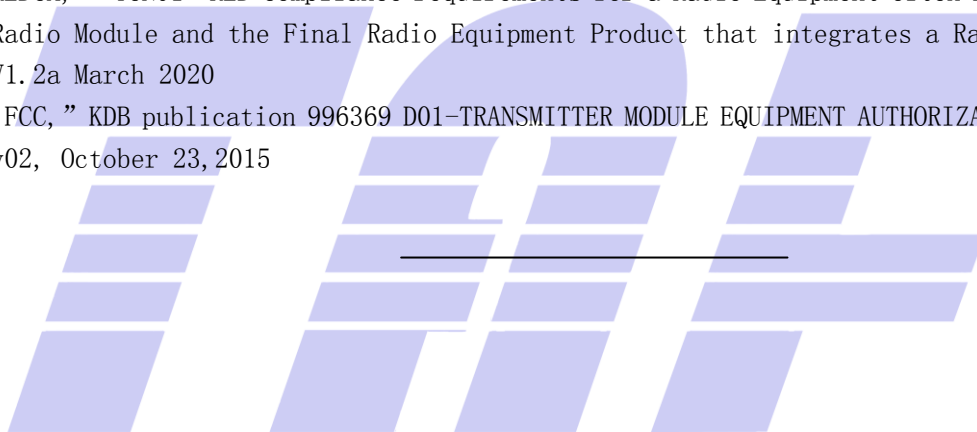 Radio Module and the Final Radio Equipment Product that integrates a Ra
V1.2a March 2020
FCC,” KDB publication 996369 D01-TRANSMITTER MODULE EQUIPMENT AUTHORIZA
v02, October 23,2015